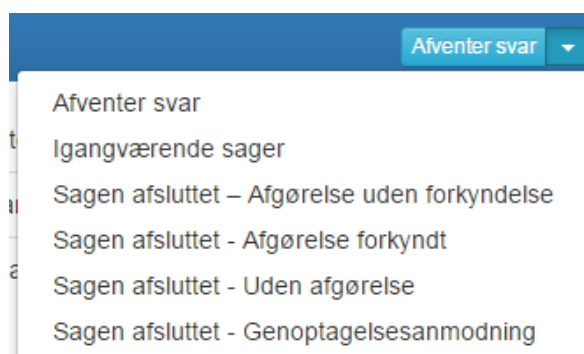 Afventer svar
Afventer svar
Igangværende sager
Sagen afsluttet – Afgørelse uden forkyndelse
Sagen afsluttet - Afgørelse forkyndt
Sagen afsluttet - Uden afgørelse
Sagen afsluttet - Genoptagelsesanmodning